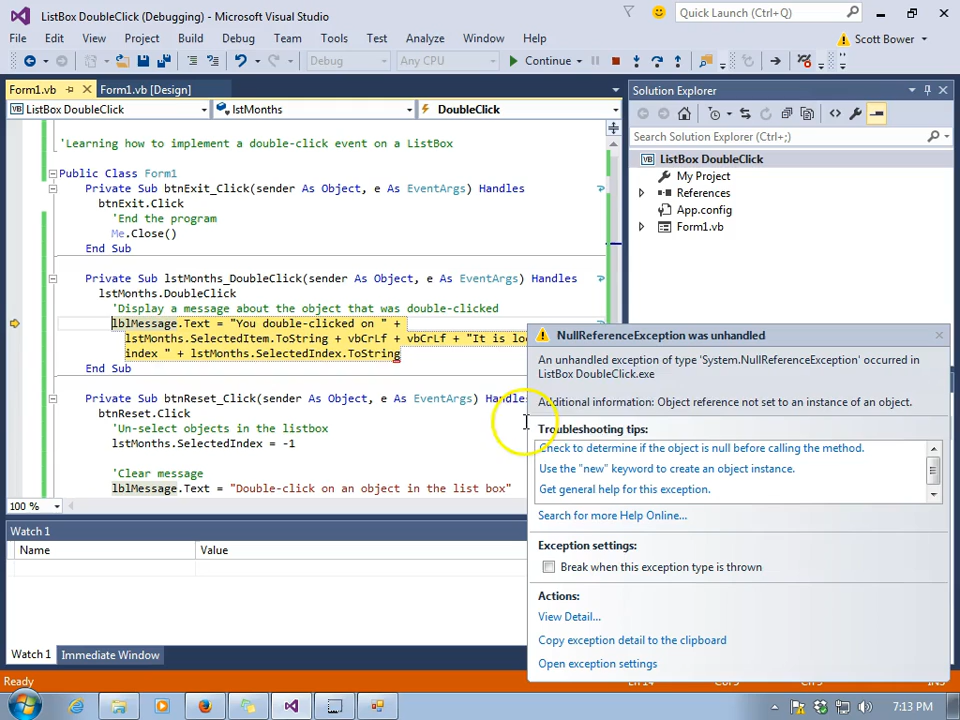 ListBox DoubleClick (Debugging) - Microsoft Visual Studio
Quick Launch (Ctrl+Q)
File Edit View Project Build Debug Team Tools Test Analyze Window Help
Scott Bower
Debug Any CPU Continue
Form1.vb Form1.vb [Design]
ListBox DoubleClick lstMonths DoubleClick
'Learning how to implement a double-click event on a ListBox
Public Class Form1
Private Sub btnExit_Click(sender As Object, e As EventArgs) Handles
btnExit.Click
'End the program
Me.Close()
End Sub
Private Sub lstMonths_DoubleClick(sender As Object, e As EventArgs) Handles
lstMonths.DoubleClick
'Display a message about the object that was double-clicked
lblMessage.Text = "You double-clicked on " +
lstMonths.SelectedItem.ToString + vbCrLf + vbCrLf + "It is lo
index " + lstMonths.SelectedIndex.ToString
End Sub
Private Sub btnReset_Click(sender As Object, e As EventArgs) Handles
btnReset.Click
'Un-select objects in the listbox
lstMonths.SelectedIndex = -1
'Clear message
lblMessage.Text = "Double-click on an object in the list box"
100 %
Solution Explorer
Search Solution Explorer (Ctrl+;)
VB ListBox DoubleClick
My Project
References
App.config
VB Form1.vb
NullReferenceException was unhandled
An unhandled exception of type 'System.NullReferenceException' occurred in
ListBox DoubleClick.exe
Additional information: Object reference not set to an instance of an object.
Troubleshooting tips:
Check to determine if the object is null before calling the method.
Use the "new" keyword to create an object instance.
Get general help for this exception.
Search for more Help Online...
Exception settings:
Break when this exception type is thrown
Actions:
View Detail...
Copy exception detail to the clipboard
Open exception settings
Watch 1
Name Value
Watch 1 Immediate Window
Ready
7:13 PM